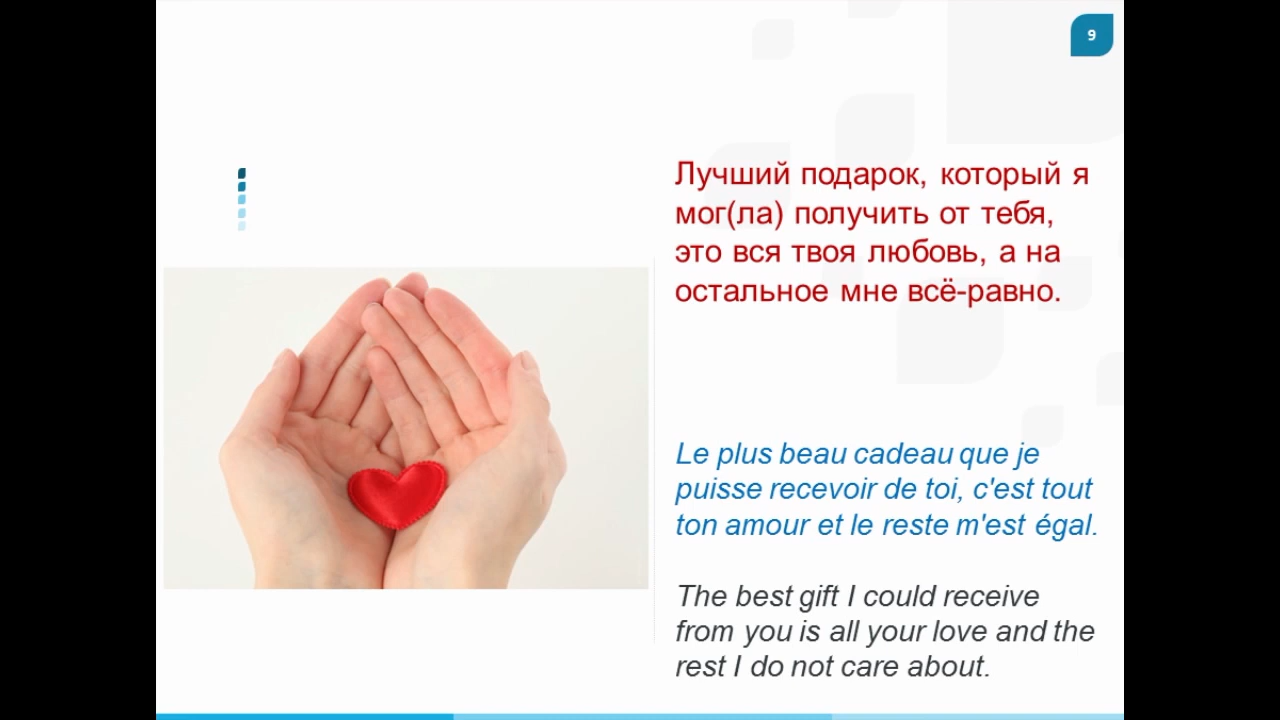 9
Лучший подарок, который я
мог(ла) получить от тебя,
это вся твоя любовь, а на
остальное мне всё-равно.
Le plus beau cadeau que je
puisse recevoir de toi, c'est tout
ton amour et le reste m'est égal.
The best gift I could receive
from you is all your love and the
rest I do not care about.